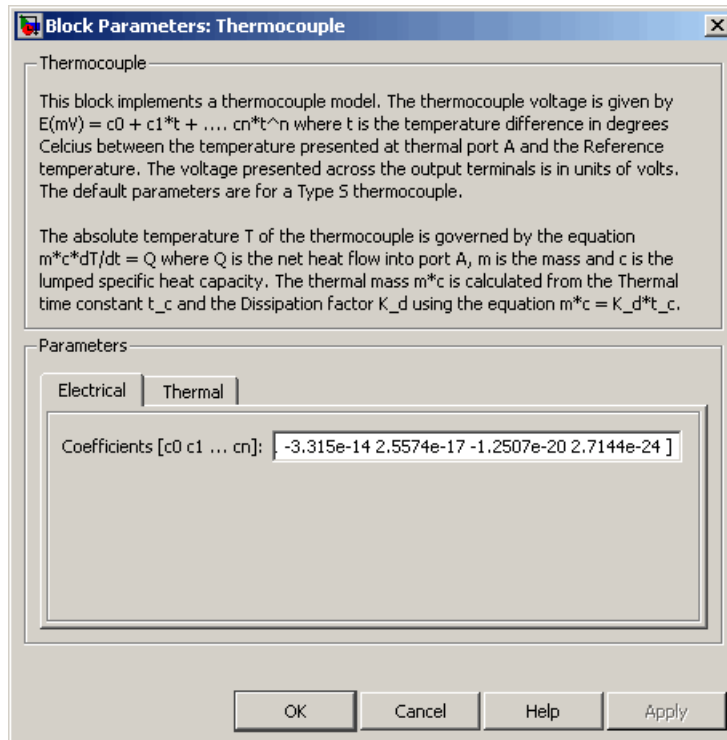 Block Parameters: Thermocouple
Thermocouple
This block implements a thermocouple model. The thermocouple voltage is given by
E(mV) = c0 + c1*t + .... cn*t^n where t is the temperature difference in degrees
Celcius between the temperature presented at thermal port A and the Reference
temperature. The voltage presented across the output terminals is in units of volts.
The default parameters are for a Type S thermocouple.
The absolute temperature T of the thermocouple is governed by the equation
m*c*dT/dt = Q where Q is the net heat flow into port A, m is the mass and c is the
lumped specific heat capacity. The thermal mass m*c is calculated from the Thermal
time constant t_c and the Dissipation factor K_d using the equation m*c = K_d*t_c.
Parameters
Electrical Thermal
Coefficients [c0 c1 ... cn]: -3.315e-14 2.5574e-17 -1.2507e-20 2.7144e-24 ]
OK Cancel Help Apply